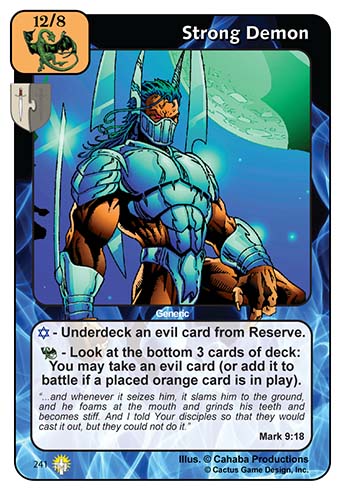 12/8
Strong Demon
Generic
- Underdeck an evil card from Reserve.
- Look at the bottom 3 cards of deck:
You may take an evil card (or add it to
battle if a placed orange card is in play).
“...and whenever it seizes him, it slams him to the ground,
and he foams at the mouth and grinds his teeth and
becomes stiff. And I told Your disciples so that they would
cast it out, but they could not do it.”
Mark 9:18
241
Illus. © Cahaba Productions
© Cactus Game Design, Inc.